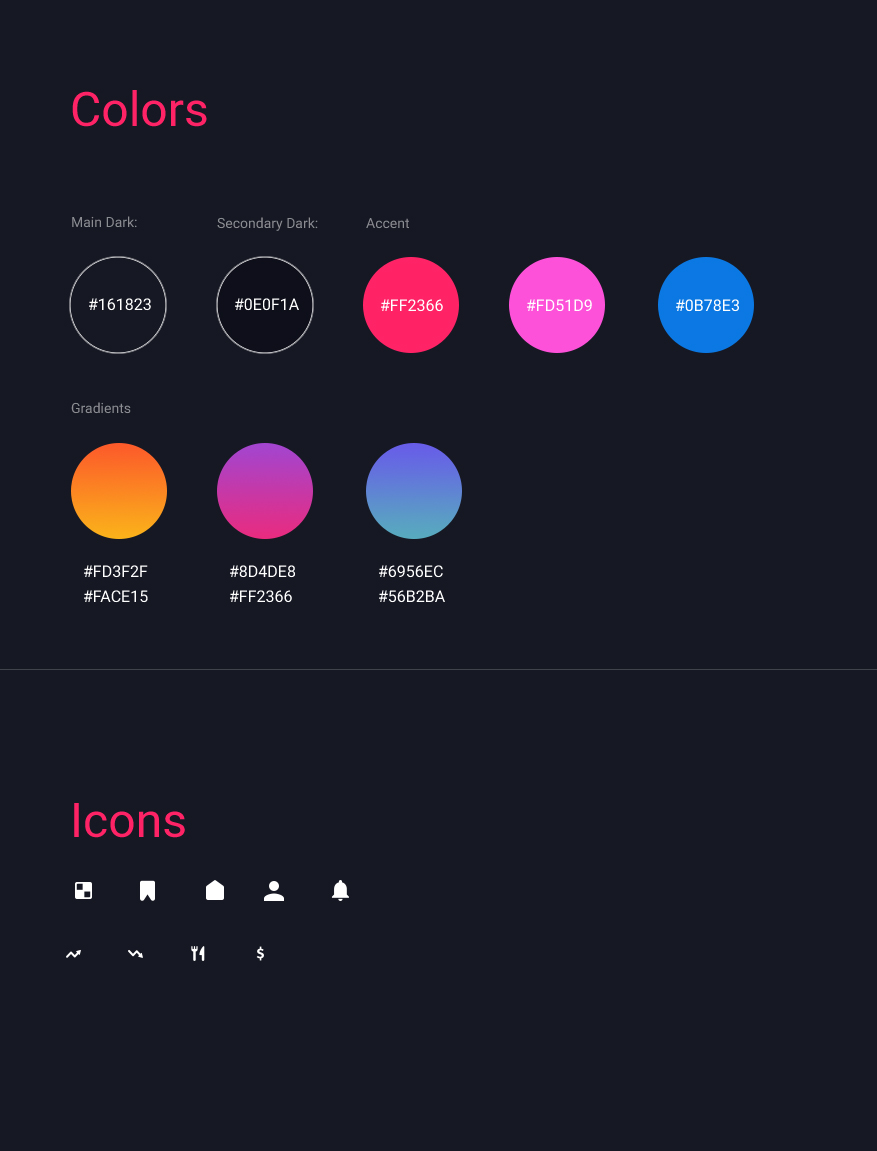 Colors
Main Dark:
Secondary Dark:
Accent
#161823
#0E0F1A
#FF2366
#FD51D9
#0B78E3
Gradients
#FD3F2F
#FACE15
#8D4DE8
#FF2366
#6956EC
#56B2BA
Icons
$